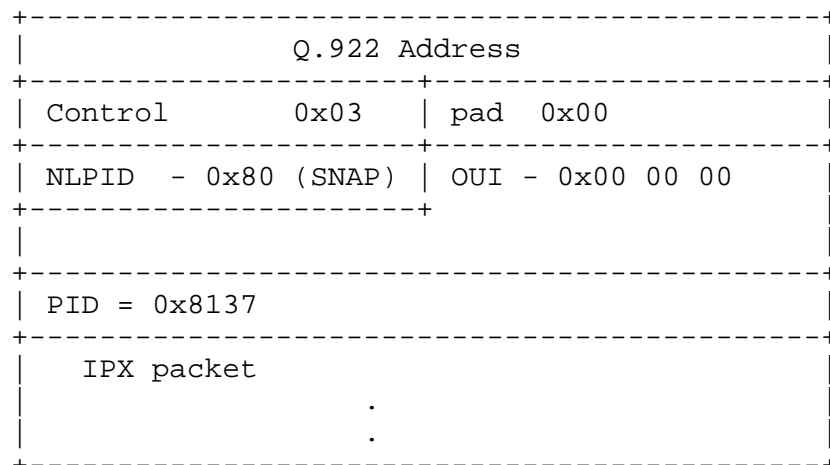 Q.922 Address
Control 0x03 pad 0x00
NLPID - 0x80 (SNAP) OUI - 0x00 00 00
PID = 0x8137
IPX packet
.
.